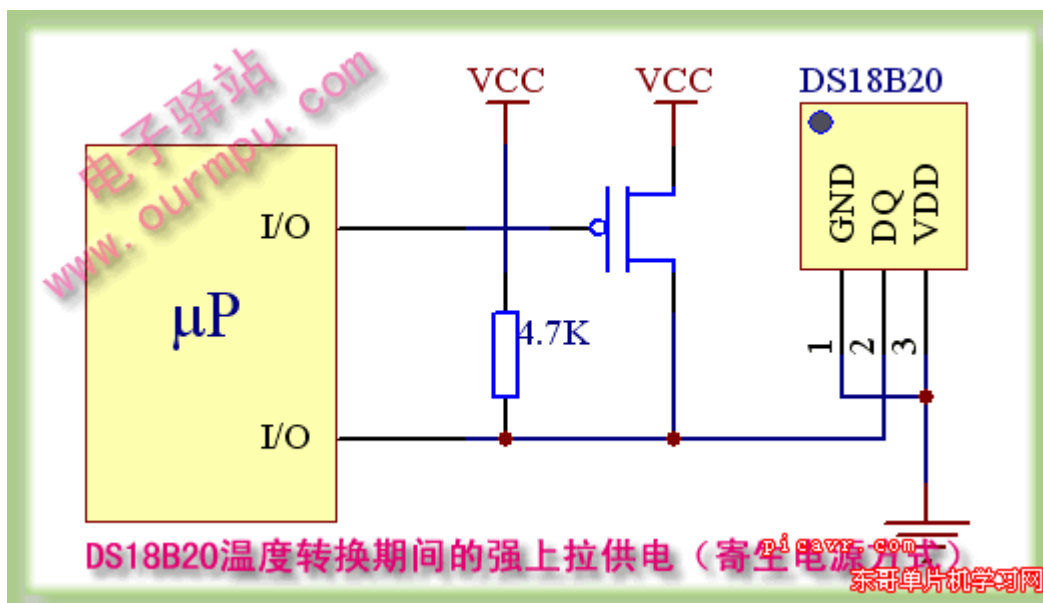 电子驿站
www.ourmpu.com
VCC
VCC
DS18B20
I/O
GND
DQ
VDD
μP
4.7K
1
2
3
I/O
DS18B20温度转换期间的强上拉供电（寄生电源方式）
picavr.com
东哥单片机学习网